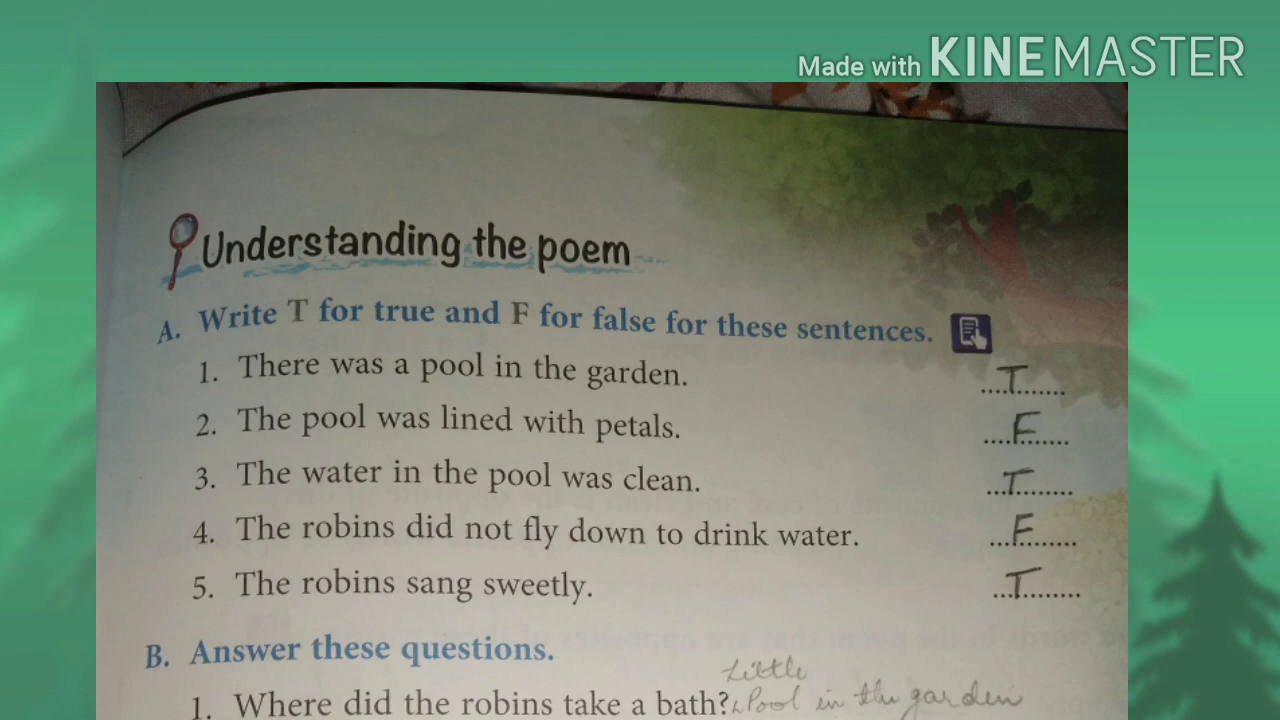 Made with KINEMASTER
Understanding the poem
A. Write T for true and F for false for these sentences.
1. There was a pool in the garden. ....T.......
2. The pool was lined with petals. ....F.......
3. The water in the pool was clean. ...T........
4. The robins did not fly down to drink water. ...F........
5. The robins sang sweetly. ...T.........
B. Answer these questions.
Little
1. Where did the robins take a bath? Pool in the garden